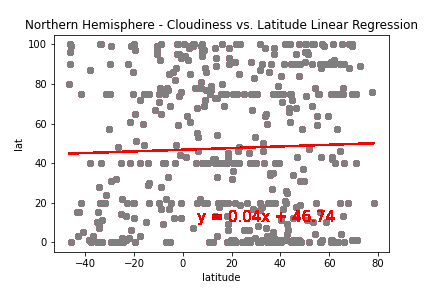 Northern Hemisphere - Cloudiness vs. Latitude Linear Regression
100
80
60
40
20
0
lat
y = 0.04x + 46.74
−40 −20 0 20 40 60 80
latitude